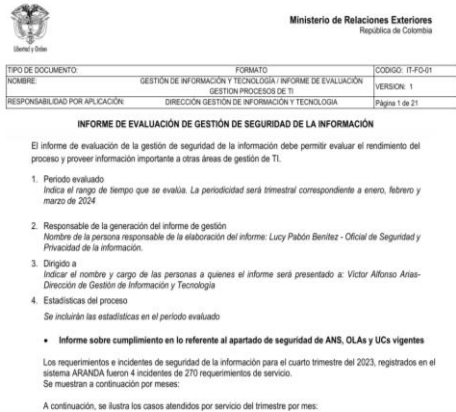 Libertad y Orden
Ministerio de Relaciones Exteriores
República de Colombia
TIPO DE DOCUMENTO: FORMATO CODIGO: IT-FO-01
NOMBRE: GESTIÓN DE INFORMACIÓN Y TECNOLOGÍA / INFORME DE EVALUACIÓN GESTION PROCESOS DE TI VERSION: 1
RESPONSABILIDAD POR APLICACIÓN: DIRECCIÓN GESTIÓN DE INFORMACIÓN Y TECNOLOGIA Página 1 de 21
INFORME DE EVALUACIÓN DE GESTIÓN DE SEGURIDAD DE LA INFORMACIÓN
El informe de evaluación de la gestión de seguridad de la información debe permitir evaluar el rendimiento del
proceso y proveer información importante a otras áreas de gestión de TI.
1. Periodo evaluado
Indica el rango de tiempo que se evalúa. La periodicidad será trimestral correspondiente a enero, febrero y
marzo de 2024
2. Responsable de la generación del informe de gestión
Nombre de la persona responsable de la elaboración del informe: Lucy Pabón Benítez - Oficial de Seguridad y
Privacidad de la información.
3. Dirigido a
Indicar el nombre y cargo de las personas a quienes el informe será presentado a: Victor Alfonso Arias-
Dirección de Gestión de Información y Tecnología
4. Estadísticas del proceso
Se incluirán las estadísticas en el periodo evaluado
• Informe sobre cumplimiento en lo referente al apartado de seguridad de ANS, OLAs y UCs vigentes
Los requerimientos e incidentes de seguridad de la información para el cuarto trimestre del 2023, registrados en el
sistema ARANDA fueron 4 incidentes de 270 requerimientos de servicio.
Se muestran a continuación por meses:
A continuación, se ilustra los casos atendidos por servicio del trimestre por mes: